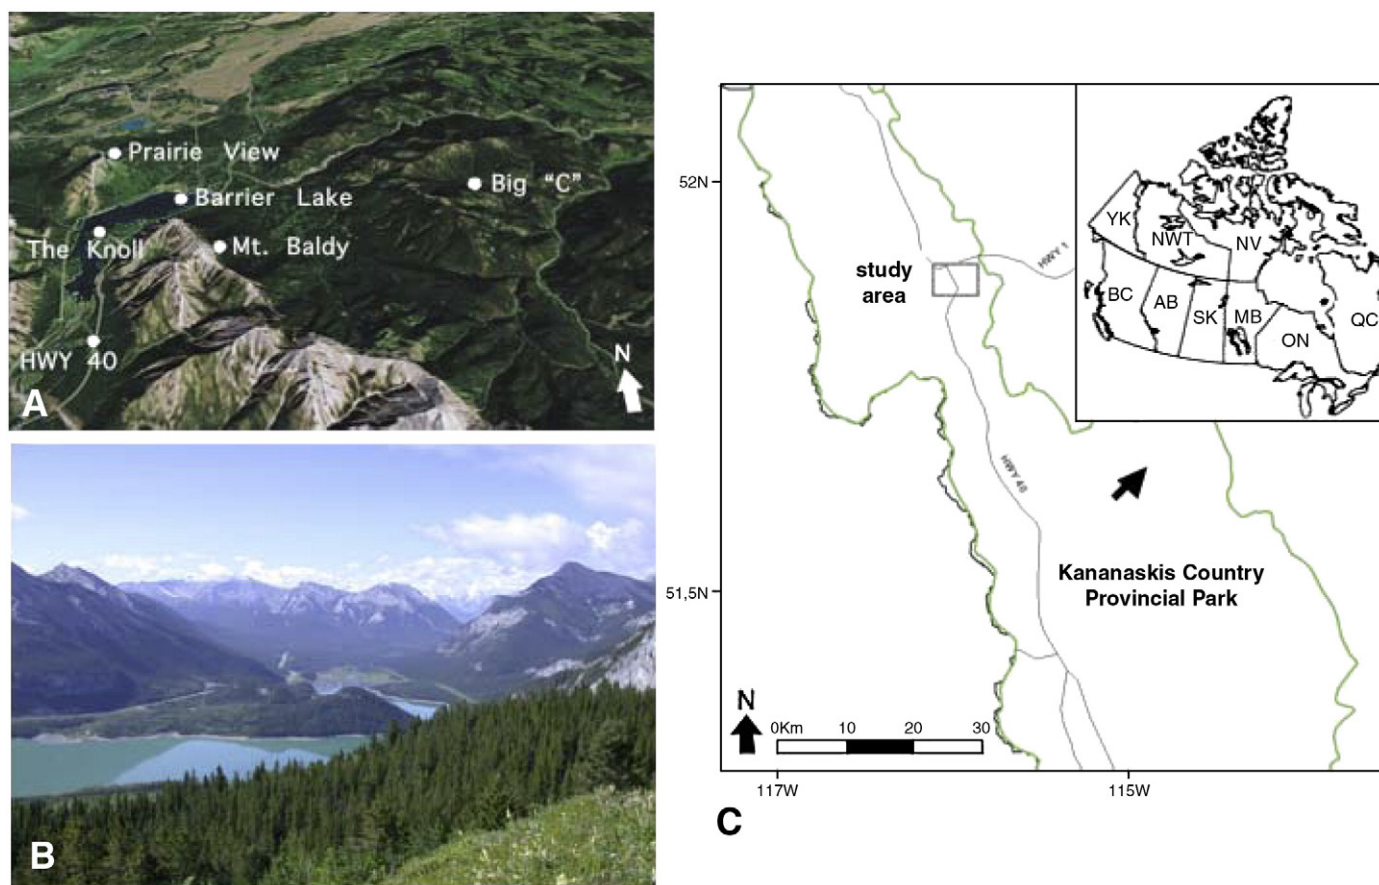 Prairie View
Barrier Lake
Big "C"
The Knoll
Mt. Baldy
HWY 40
N
A
B
52N
51,5N
117W
115W
study
area
HWY 1
HWY 40
Kananaskis Country
Provincial Park
N
0Km 10 20 30
C
YK
NWT
NV
BC
AB
SK
MB
ON
QC